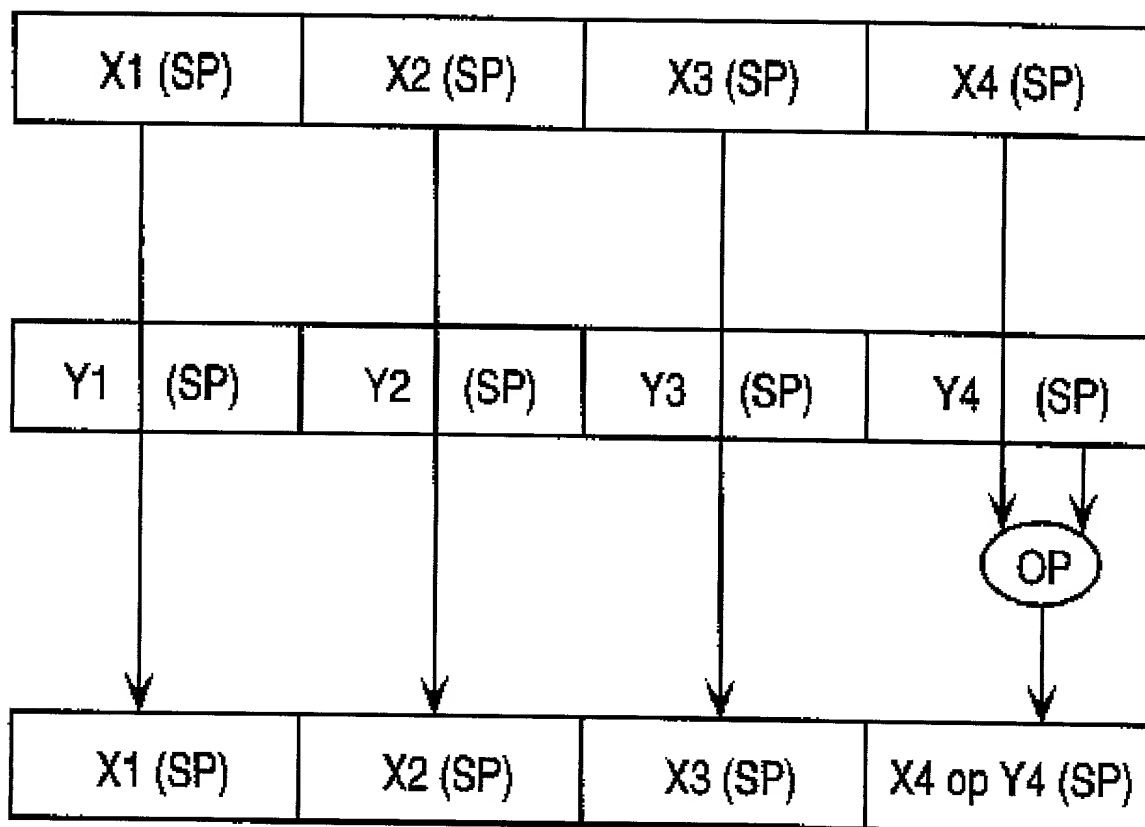 X1 (SP) X2 (SP) X3 (SP) X4 (SP)
Y1 (SP) Y2 (SP) Y3 (SP) Y4 (SP)
OP
X1 (SP) X2 (SP) X3 (SP) X4 op Y4 (SP)